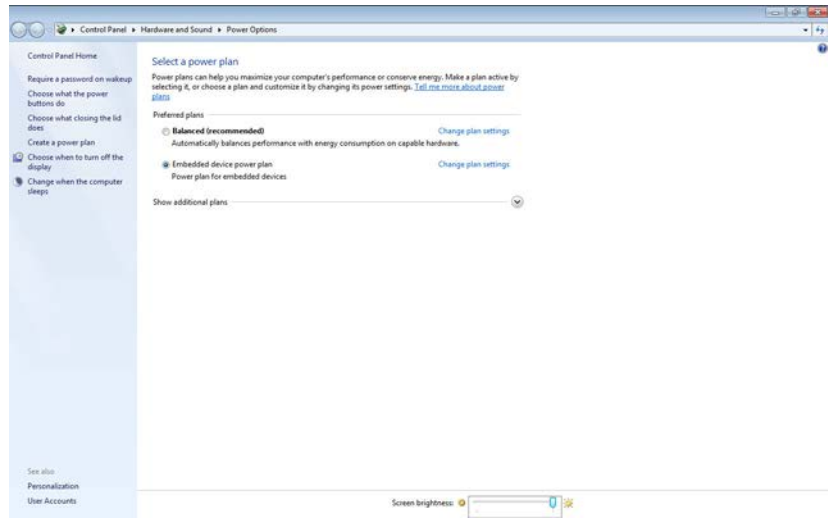 Control Panel ▸ Hardware and Sound ▸ Power Options
Control Panel Home
Require a password on wakeup
Choose what the power
buttons do
Choose what closing the lid
does
Create a power plan
Choose when to turn off the
display
Change when the computer
sleeps
See also
Personalization
User Accounts
Select a power plan
Power plans can help you maximize your computer's performance or conserve energy. Make a plan active by
selecting it, or choose a plan and customize it by changing its power settings. Tell me more about power
plans
Preferred plans
Balanced (recommended) Change plan settings
Automatically balances performance with energy consumption on capable hardware.
Embedded device power plan Change plan settings
Power plan for embedded devices
Show additional plans
Screen brightness: